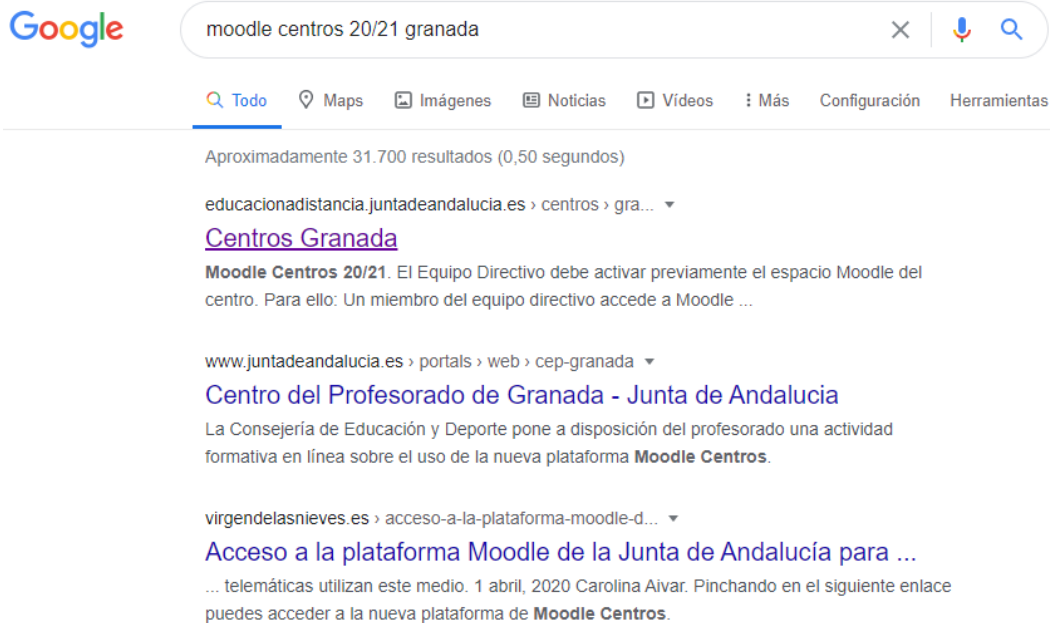 Google
moodle centros 20/21 granada
Todo Maps Imágenes Noticias Vídeos Más Configuración Herramientas
Aproximadamente 31.700 resultados (0,50 segundos)
educacionadistancia.juntadeandalucia.es › centros › gra...
Centros Granada
Moodle Centros 20/21. El Equipo Directivo debe activar previamente el espacio Moodle del
centro. Para ello: Un miembro del equipo directivo accede a Moodle ...
www.juntadeandalucia.es › portals › web › cep-granada
Centro del Profesorado de Granada - Junta de Andalucia
La Consejería de Educación y Deporte pone a disposición del profesorado una actividad
formativa en línea sobre el uso de la nueva plataforma Moodle Centros.
virgendelasnieves.es › acceso-a-la-plataforma-moodle-d...
Acceso a la plataforma Moodle de la Junta de Andalucía para ...
... telemáticas utilizan este medio. 1 abril, 2020 Carolina Aivar. Pinchando en el siguiente enlace
puedes acceder a la nueva plataforma de Moodle Centros.